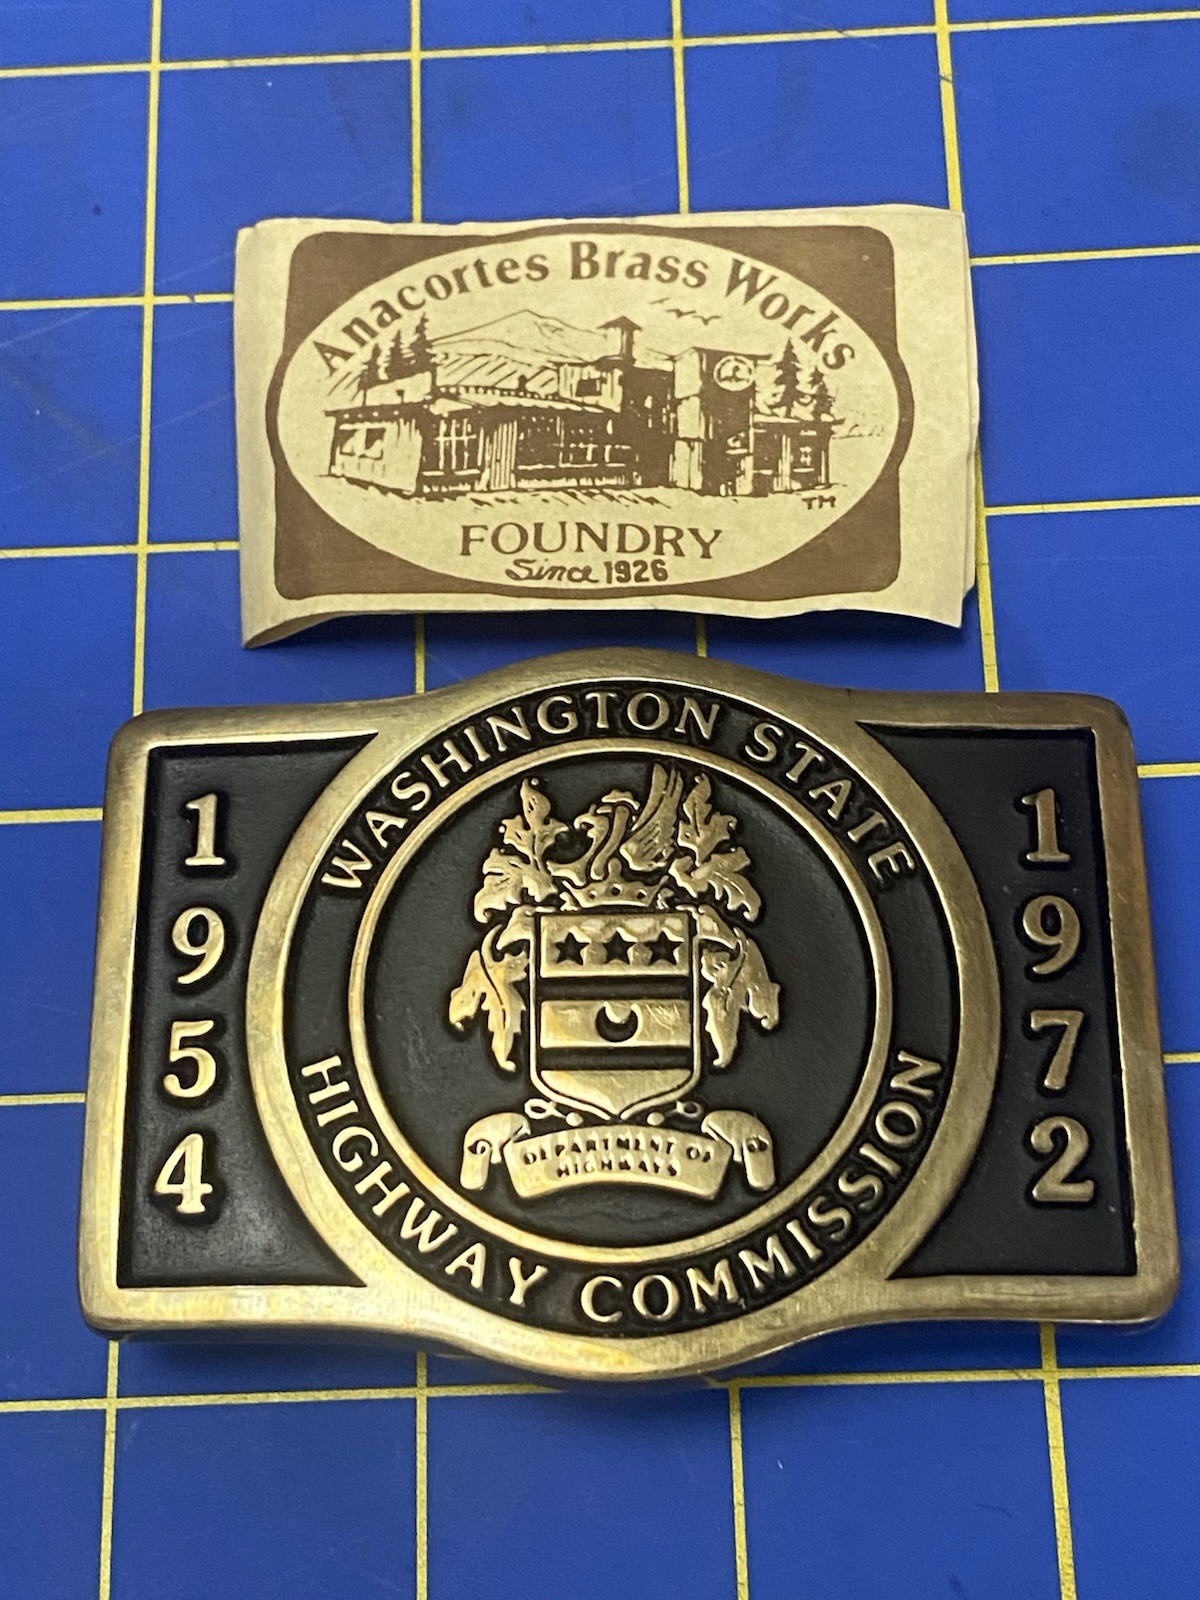 Anacortes Brass Works
TM
FOUNDRY
Since 1926
WASHINGTON STATE
1954
1972
DEPARTMENT OF
HIGHWAYS
HIGHWAY COMMISSION